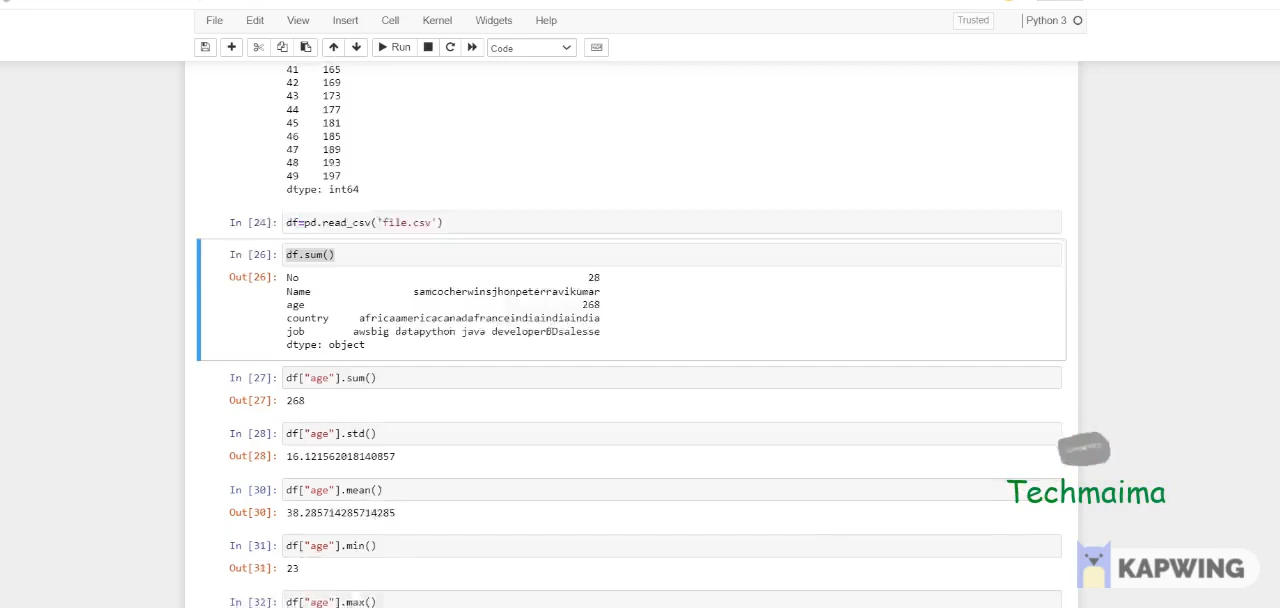 File Edit View Insert Cell Kernel Widgets Help Trusted Python 3
Run Code
41 165
42 169
43 173
44 177
45 181
46 185
47 189
48 193
49 197
dtype: int64
In [24]: df=pd.read_csv('file.csv')
In [26]: df.sum()
Out[26]: No 28
Name samcocherwinsjhonpeterravikumar
age 268
country africaamericacanadafranceindiaindiaindia
job awsbig datapython java developerBDsalesse
dtype: object
In [27]: df["age"].sum()
Out[27]: 268
In [28]: df["age"].std()
Out[28]: 16.121562018140857
In [30]: df["age"].mean()
Out[30]: 38.285714285714285
In [31]: df["age"].min()
Out[31]: 23
In [32]: df["age"].max()
Techmaima
KAPWING